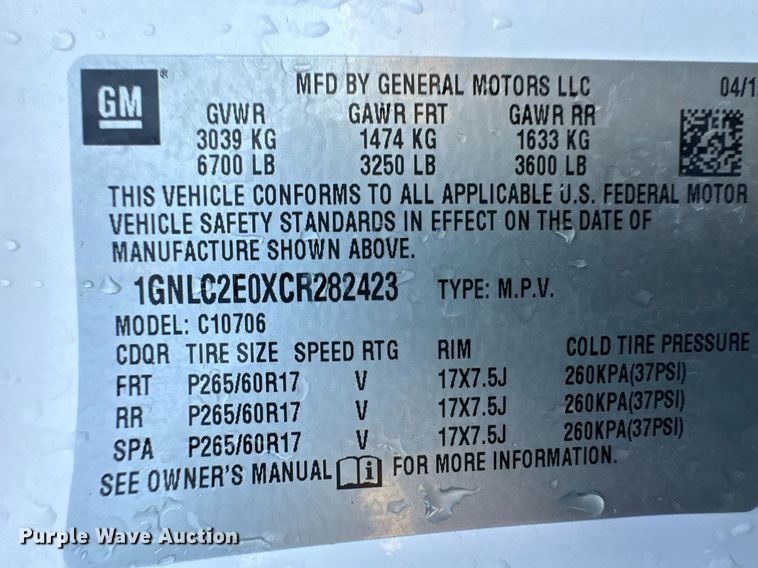 GM ® MFD BY GENERAL MOTORS LLC 04/1
GVWR GAWR FRT GAWR RR
3039 KG 1474 KG 1633 KG
6700 LB 3250 LB 3600 LB
THIS VEHICLE CONFORMS TO ALL APPLICABLE U.S. FEDERAL MOTOR
VEHICLE SAFETY STANDARDS IN EFFECT ON THE DATE OF
MANUFACTURE SHOWN ABOVE.
1GNLC2E0XCR282423 TYPE: M.P.V.
MODEL: C10706
CDQR TIRE SIZE SPEED RTG RIM COLD TIRE PRESSURE
FRT P265/60R17 V 17X7.5J 260KPA(37PSI)
RR P265/60R17 V 17X7.5J 260KPA(37PSI)
SPA P265/60R17 V 17X7.5J 260KPA(37PSI)
SEE OWNER'S MANUAL i FOR MORE INFORMATION.
Purple Wave Auction